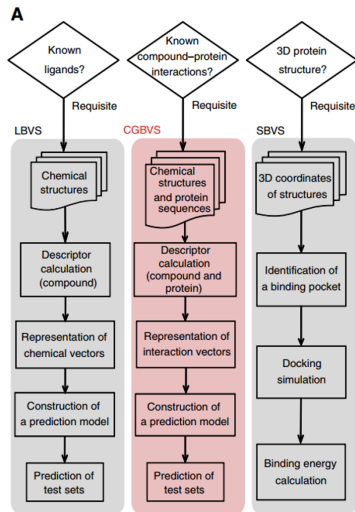 A
Known
ligands?
Known
compound–protein
interactions?
3D protein
structure?
Requisite
Requisite
Requisite
LBVS
CGBVS
SBVS
Chemical
structures
Descriptor
calculation
(compound)
Representation of
chemical vectors
Construction of
a prediction model
Prediction of
test sets
Chemical
structures
and protein
sequences
Descriptor
calculation
(compound and
protein)
Representation of
interaction vectors
Construction of
a prediction model
Prediction of
test sets
3D coordinates
of structures
Identification of
a binding pocket
Docking
simulation
Binding energy
calculation